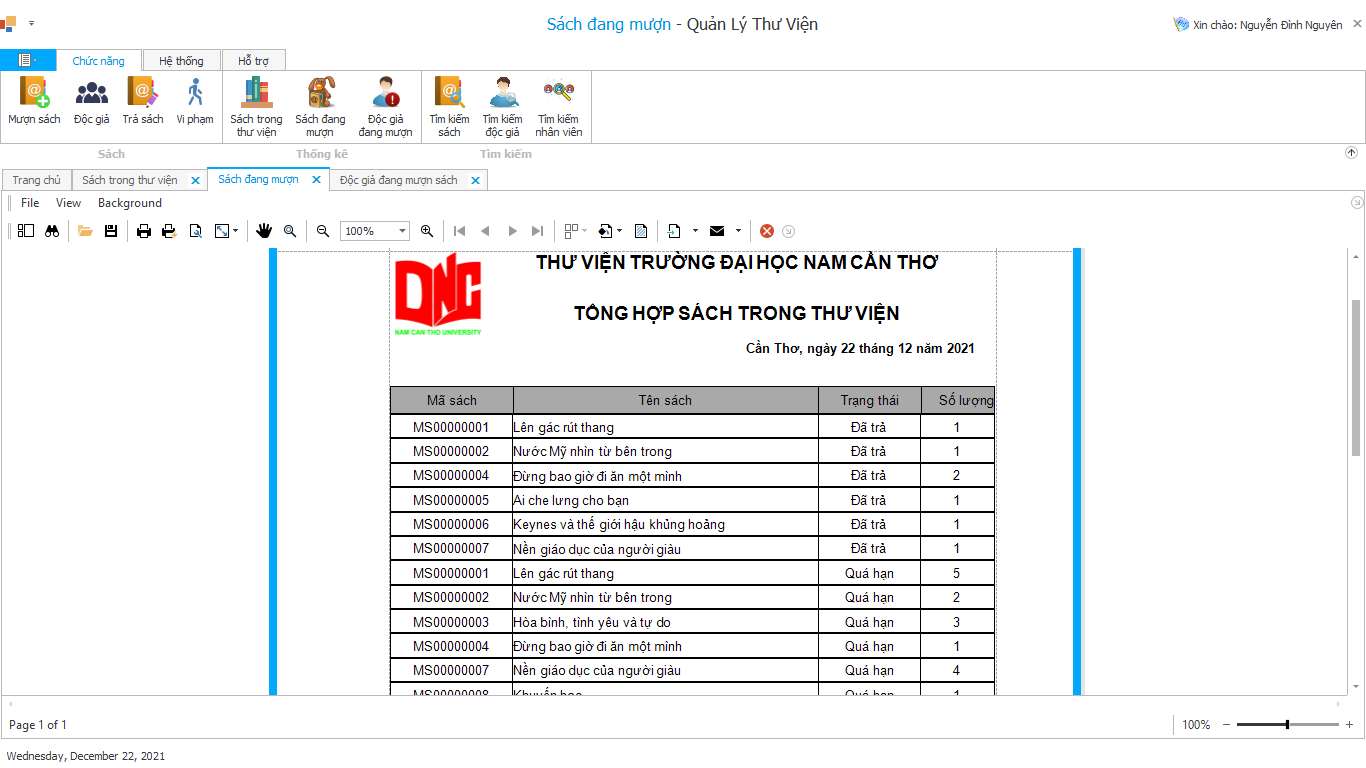 Sách đang mượn - Quản Lý Thư Viện
Xin chào: Nguyễn Đình Nguyên
Chức năng
Hệ thống
Hỗ trợ
Mượn sách
Độc giả
Trả sách
Vi phạm
Sách trong thư viện
Sách đang mượn
Độc giả đang mượn
Tìm kiếm sách
Tìm kiếm độc giả
Tìm kiếm nhân viên
Sách
Thống kê
Tìm kiếm
Trang chủ
Sách trong thư viện
Sách đang mượn
Độc giả đang mượn sách
File View Background
100%
DNC
NAM CAN THO UNIVERSITY
THƯ VIỆN TRƯỜNG ĐẠI HỌC NAM CẦN THƠ
TỔNG HỢP SÁCH TRONG THƯ VIỆN
Cần Thơ, ngày 22 tháng 12 năm 2021
Mã sách Tên sách Trạng thái Số lượng
MS00000001 Lên gác rút thang Đã trả 1
MS00000002 Nước Mỹ nhìn từ bên trong Đã trả 1
MS00000004 Đừng bao giờ đi ăn một mình Đã trả 2
MS00000005 Ai che lưng cho bạn Đã trả 1
MS00000006 Keynes và thế giới hậu khủng hoảng Đã trả 1
MS00000007 Nền giáo dục của người giàu Đã trả 1
MS00000001 Lên gác rút thang Quá hạn 5
MS00000002 Nước Mỹ nhìn từ bên trong Quá hạn 2
MS00000003 Hòa bình, tình yêu và tự do Quá hạn 3
MS00000004 Đừng bao giờ đi ăn một mình Quá hạn 1
MS00000007 Nền giáo dục của người giàu Quá hạn 4
MS00000008 Khuyến học Quá hạn 1
Page 1 of 1
100%
Wednesday, December 22, 2021